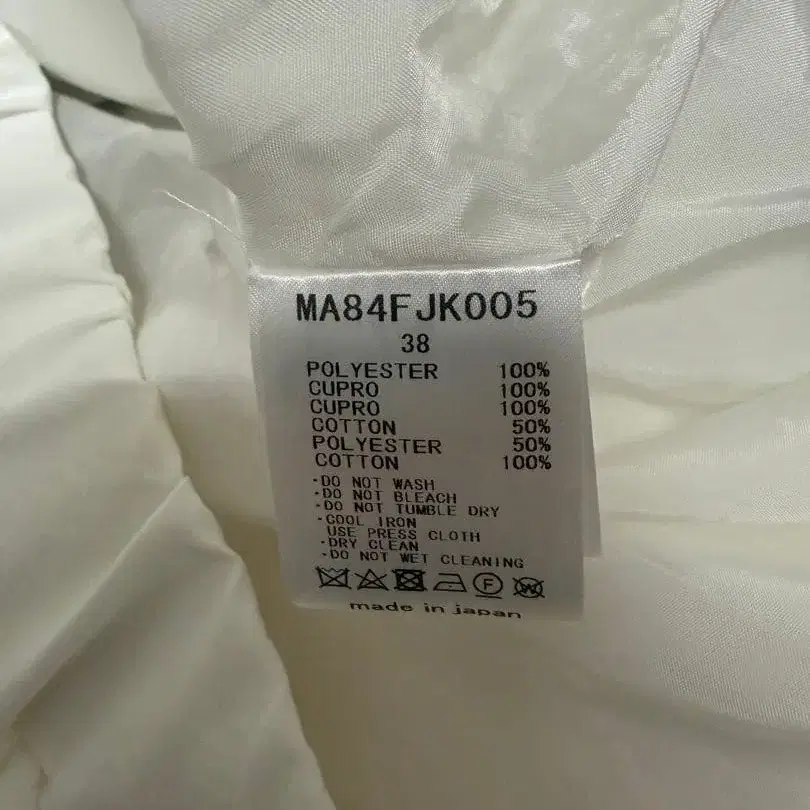 MA84FJK005
38
POLYESTER 100%
CUPRO 100%
CUPRO 100%
COTTON 50%
POLYESTER 50%
COTTON 100%
・DO NOT WASH
・DO NOT BLEACH
・DO NOT TUMBLE DRY
・COOL IRON
USE PRESS CLOTH
・DRY CLEAN
・DO NOT WET CLEANING
F W
made in japan